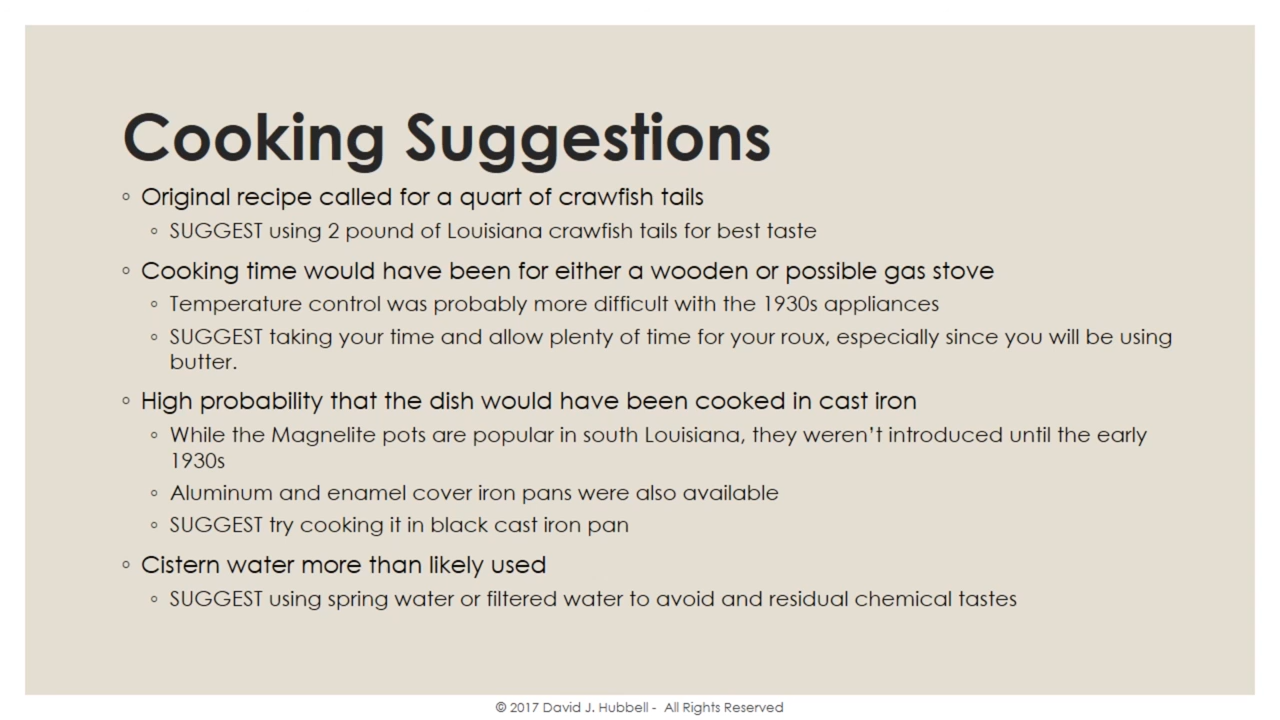 Cooking Suggestions
◦ Original recipe called for a quart of crawfish tails
◦ SUGGEST using 2 pound of Louisiana crawfish tails for best taste
◦ Cooking time would have been for either a wooden or possible gas stove
◦ Temperature control was probably more difficult with the 1930s appliances
◦ SUGGEST taking your time and allow plenty of time for your roux, especially since you will be using
butter.
◦ High probability that the dish would have been cooked in cast iron
◦ While the Magnelite pots are popular in south Louisiana, they weren’t introduced until the early
1930s
◦ Aluminum and enamel cover iron pans were also available
◦ SUGGEST try cooking it in black cast iron pan
◦ Cistern water more than likely used
◦ SUGGEST using spring water or filtered water to avoid and residual chemical tastes
© 2017 David J. Hubbell - All Rights Reserved